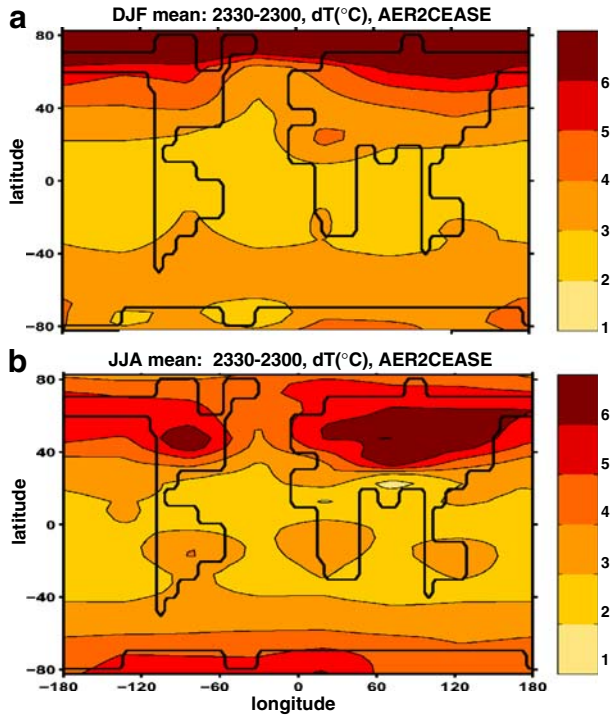 a
DJF mean: 2330-2300, dT(°C), AER2CEASE
80
40
0
−40
−80
latitude
6
5
4
3
2
1
b
JJA mean: 2330-2300, dT(°C), AER2CEASE
80
40
0
−40
−80
latitude
6
5
4
3
2
1
−180 −120 −60 0 60 120 180
longitude